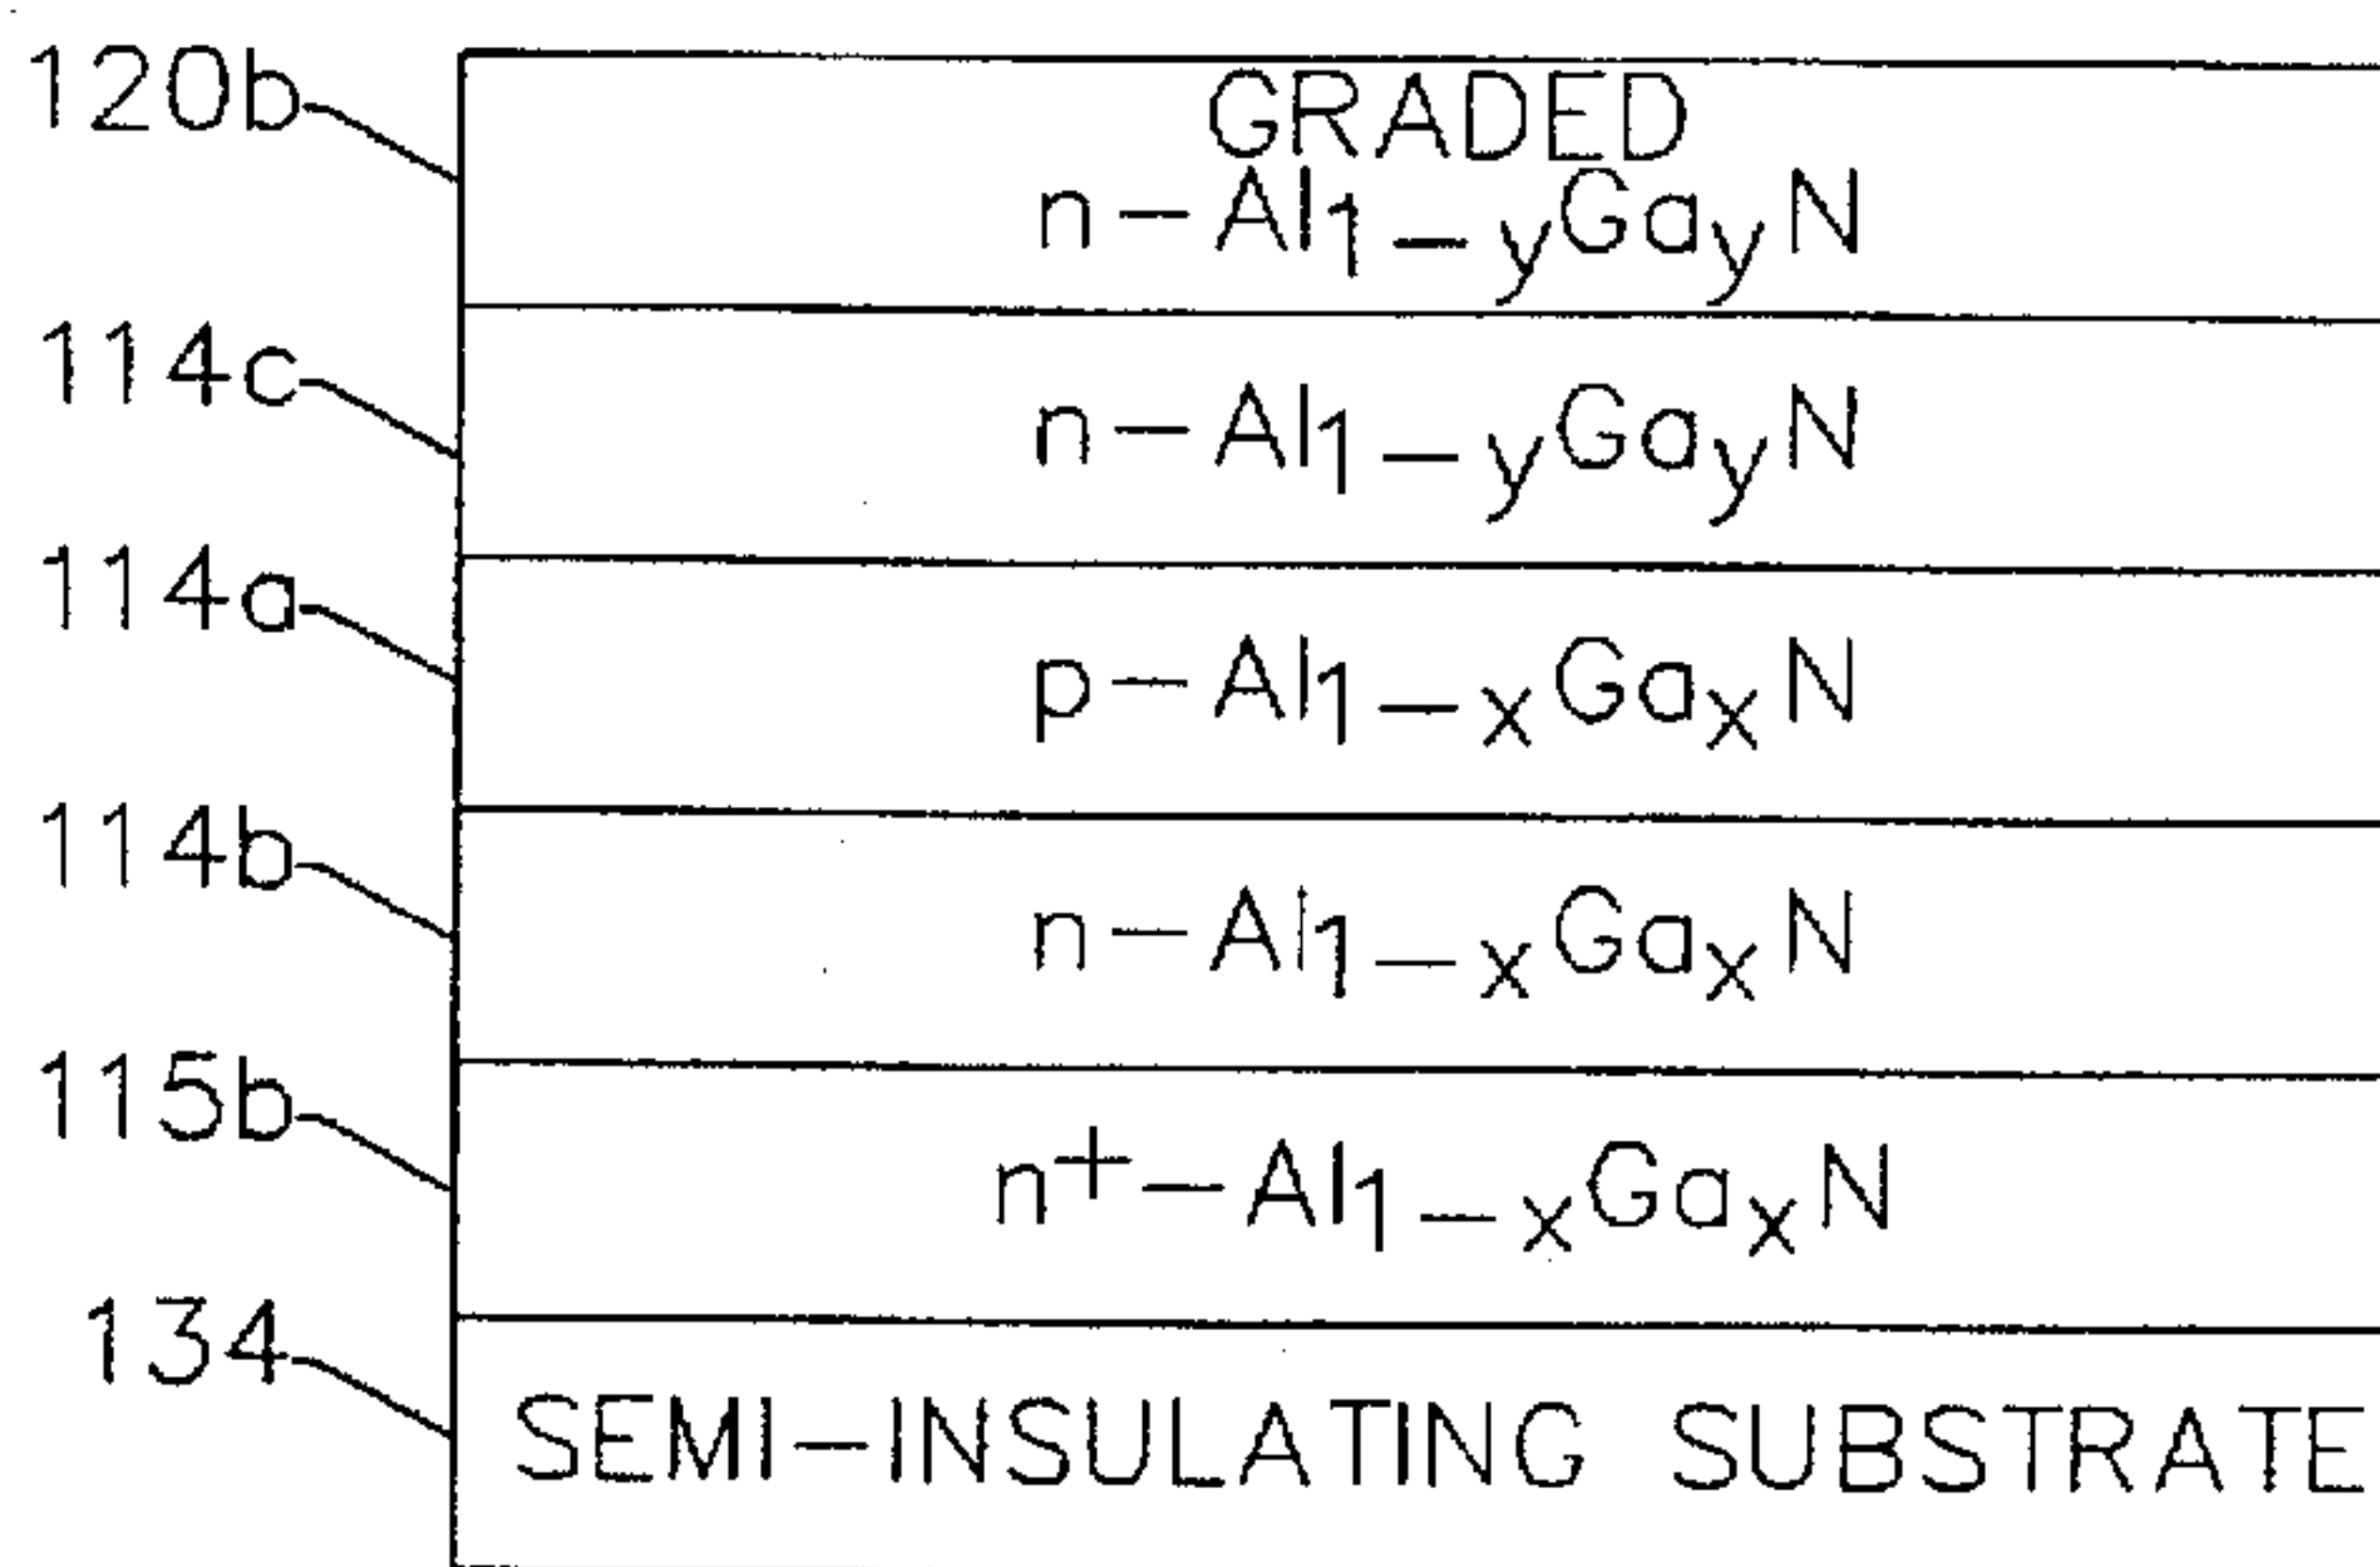 120b
GRADED
n-Al1-yGayN
114c
n-Al1-yGayN
114a
p-Al1-xGaxN
114b
n-Al1-xGaxN
115b
n+-Al1-xGaxN
134
SEMI-INSULATING SUBSTRATE